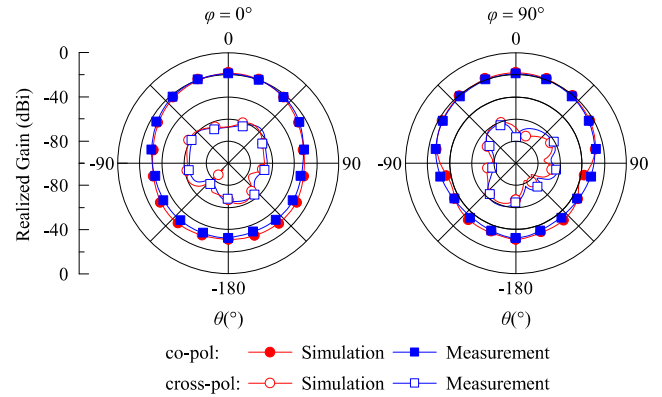 φ = 0°
φ = 90°
0
0
0
-40
-80
-80
-40
0
Realized Gain (dBi)
-90
90
-90
90
-180
-180
θ(°)
θ(°)
co-pol: Simulation Measurement
cross-pol: Simulation Measurement